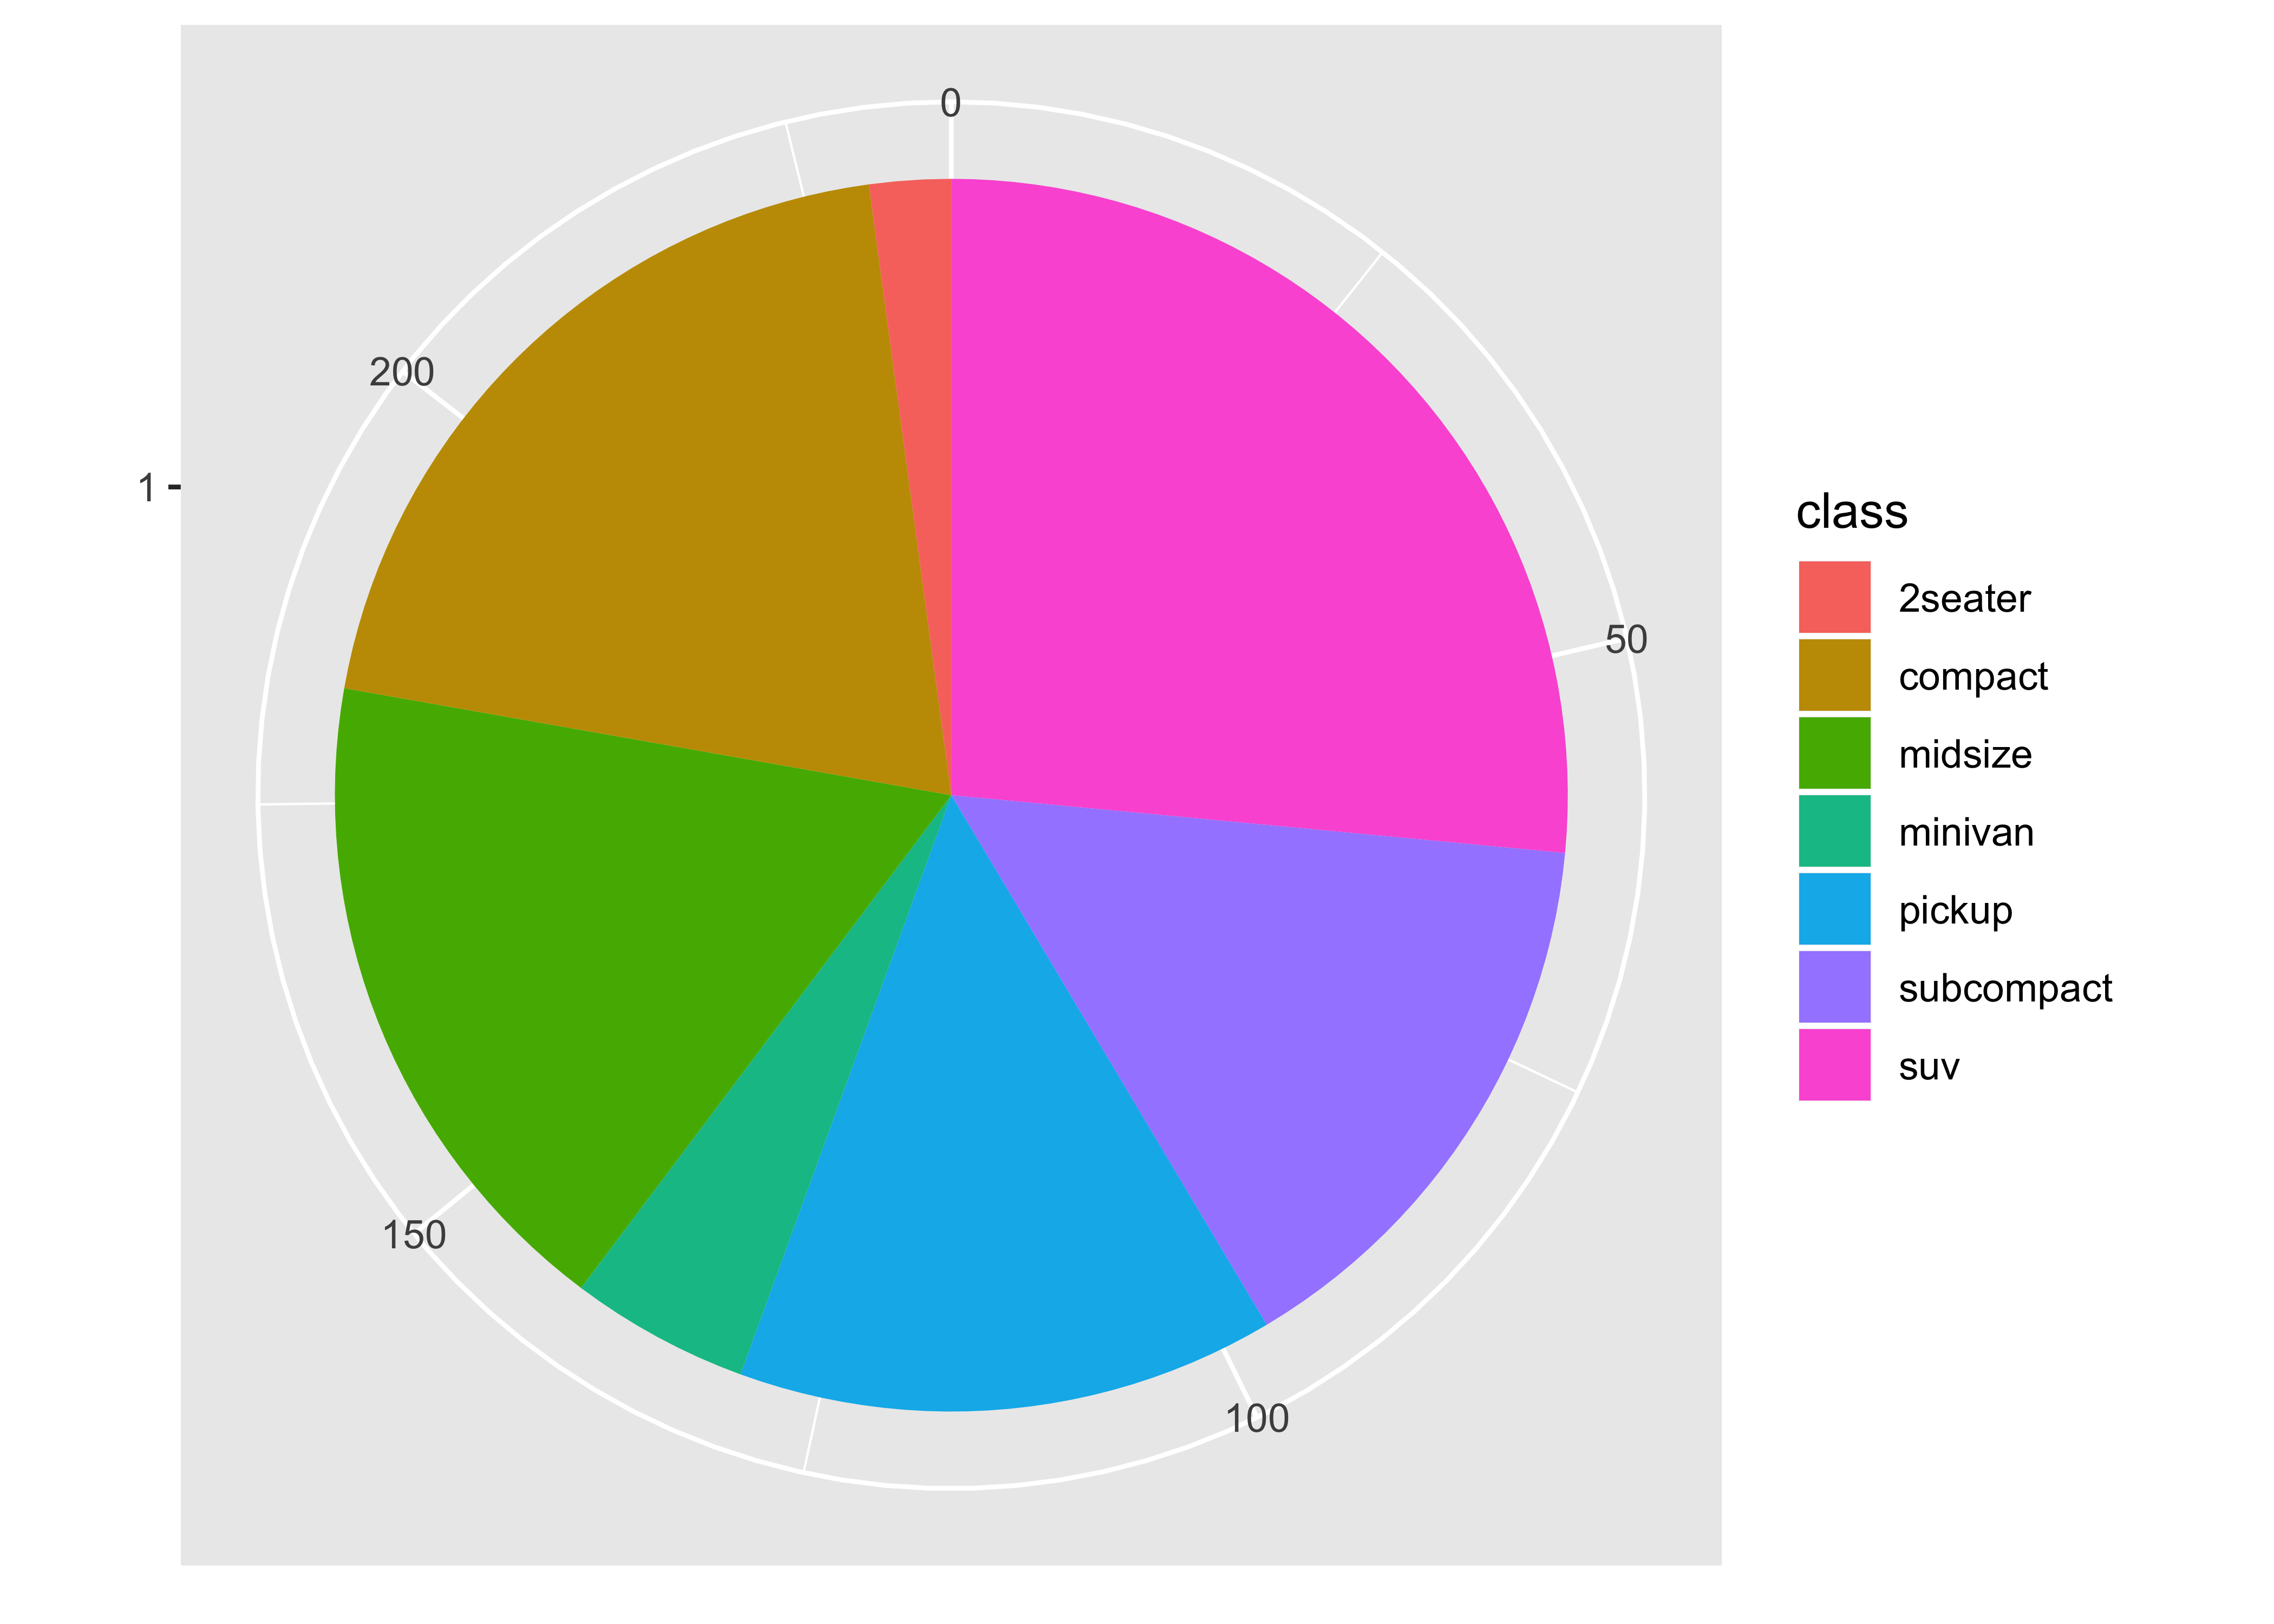 0
200
1
50
150
100
class
2seater
compact
midsize
minivan
pickup
subcompact
suv